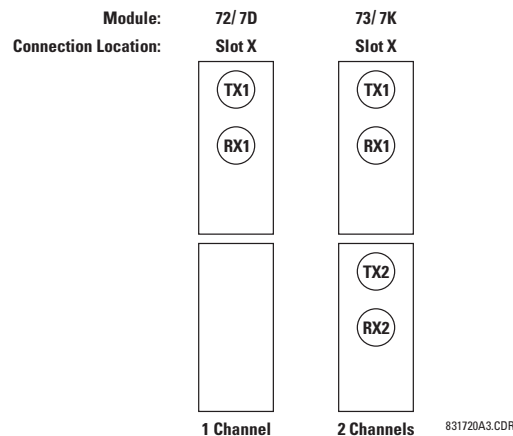 Module: 72/ 7D 73/ 7K
Connection Location: Slot X Slot X
TX1 TX1
RX1 RX1
TX2
RX2
1 Channel 2 Channels 831720A3.CDR